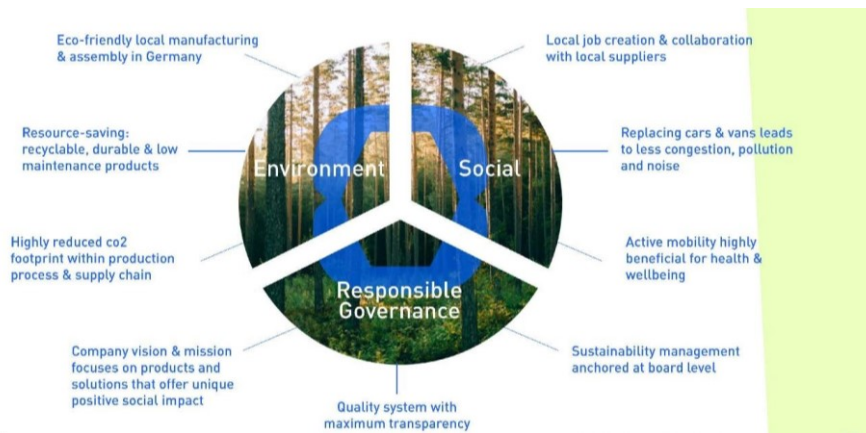 Eco-friendly local manufacturing
& assembly in Germany
Local job creation & collaboration
with local suppliers
Resource-saving:
recyclable, durable & low
maintenance products
Replacing cars & vans leads
to less congestion, pollution
and noise
Environment
Social
Highly reduced co2
footprint within production
process & supply chain
Active mobility highly
beneficial for health &
wellbeing
Responsible
Governance
Company vision & mission
focuses on products and
solutions that offer unique
positive social impact
Quality system with
maximum transparency
Sustainability management
anchored at board level